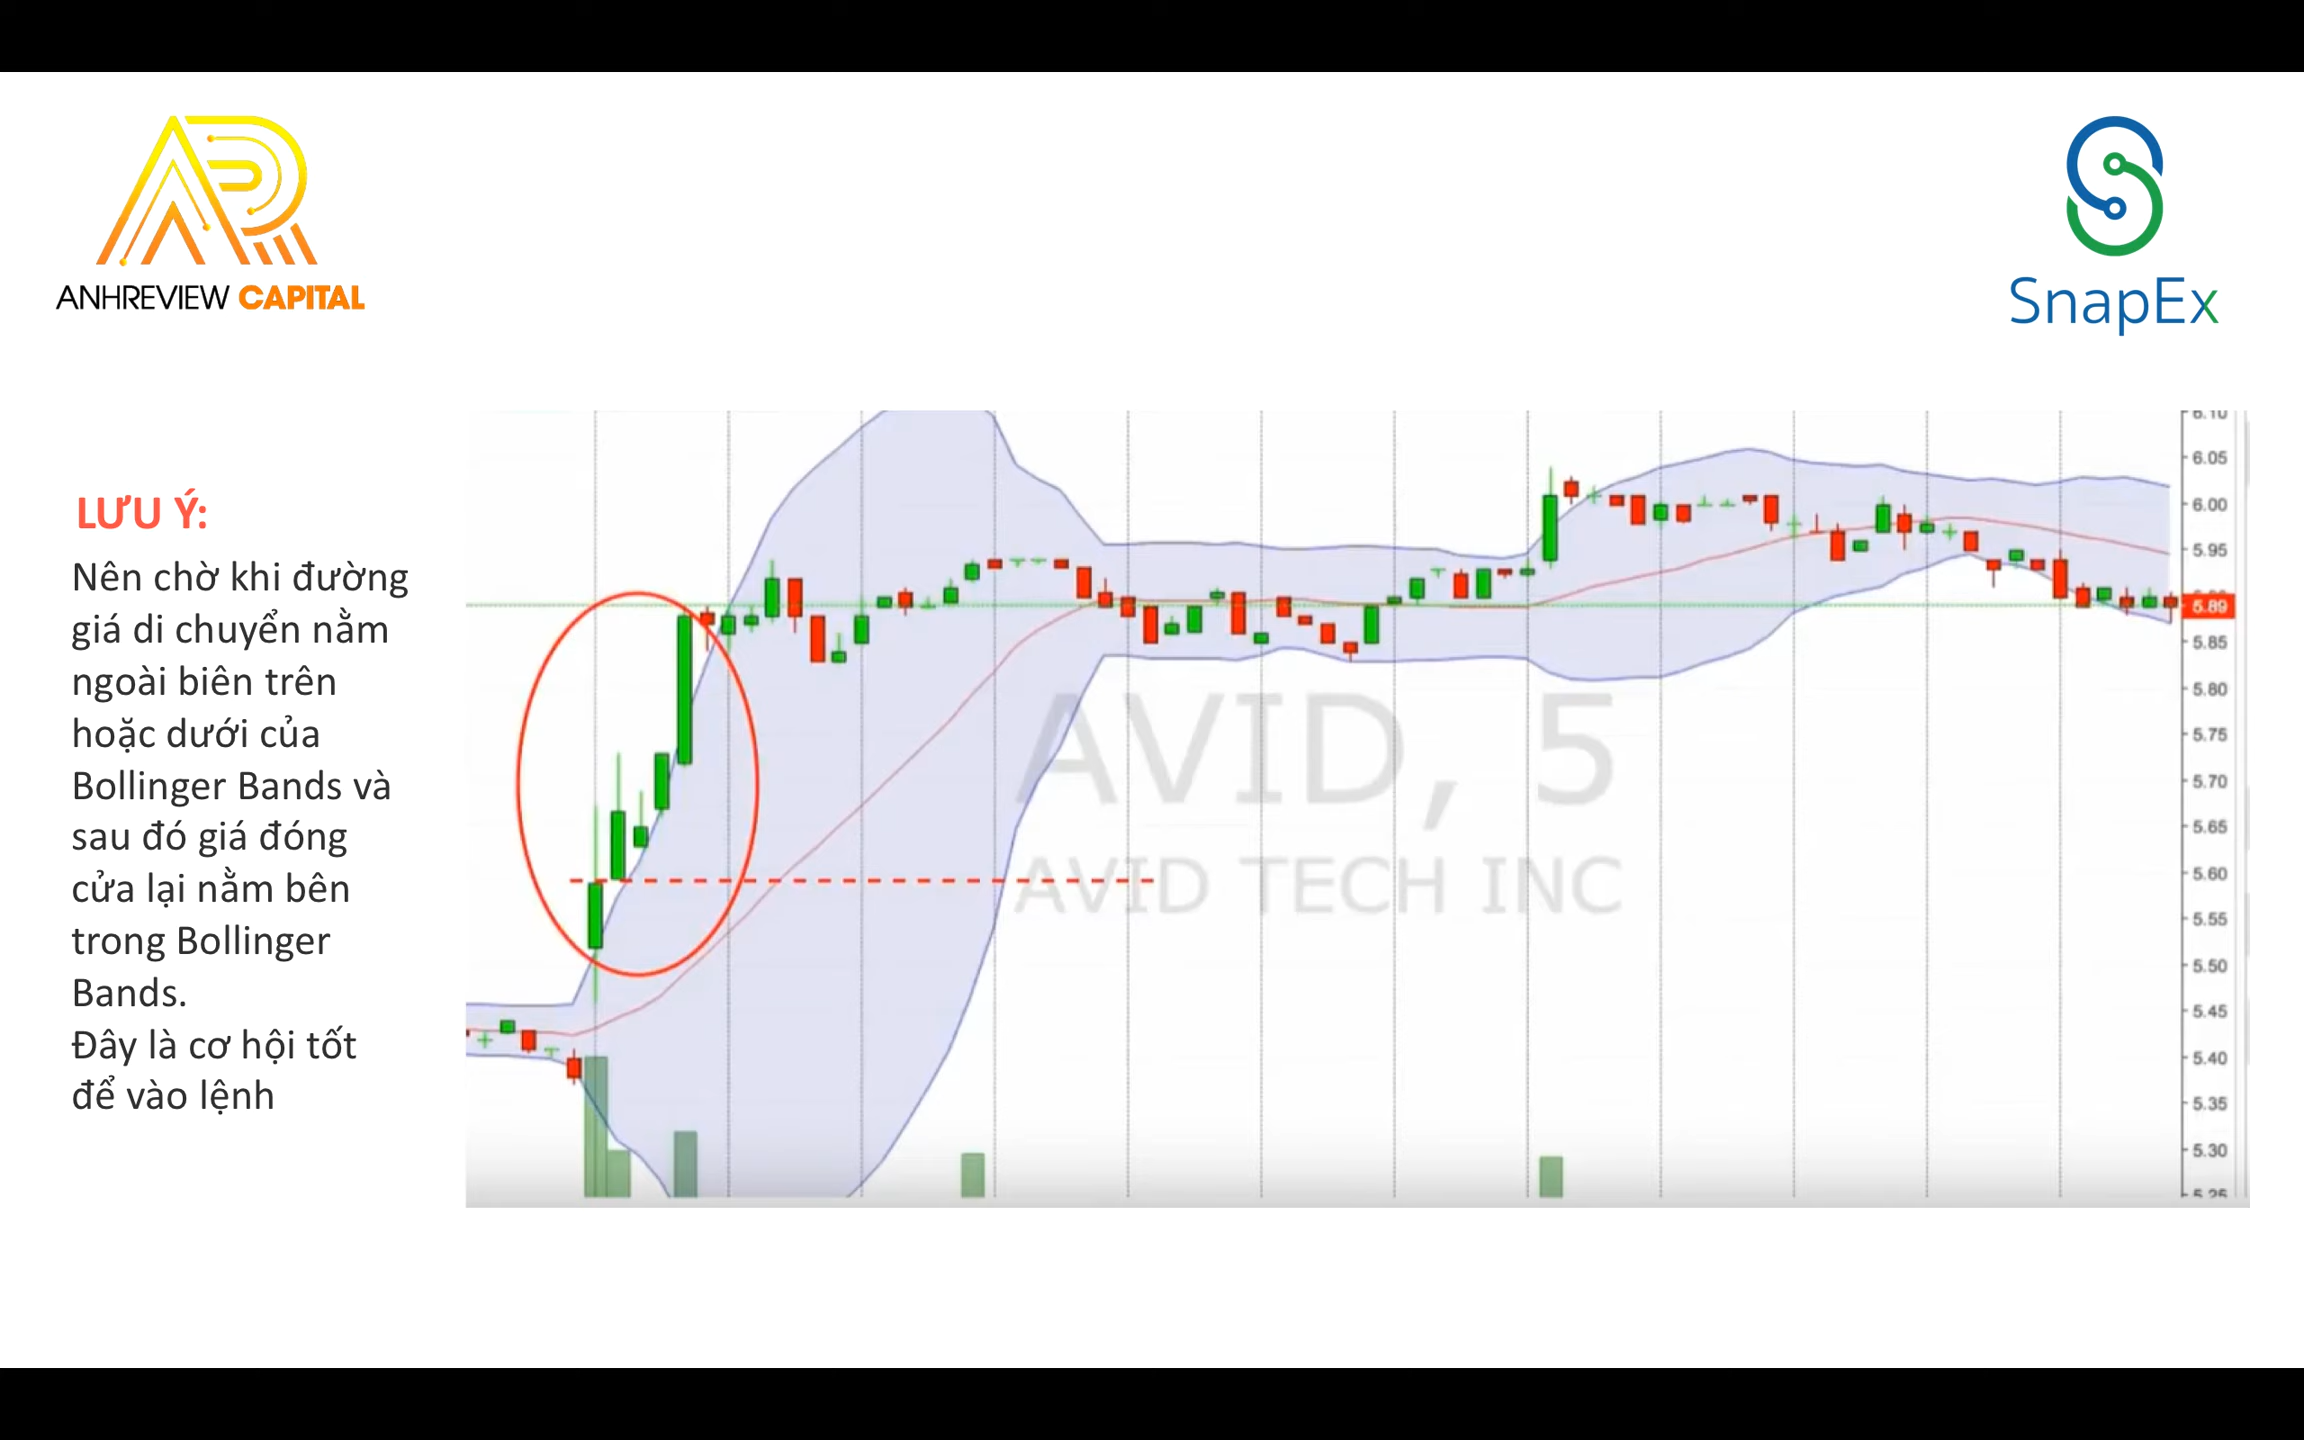 ANHREVIEW CAPITAL
SnapEx
LƯU Ý:
Nên chờ khi đường
giá di chuyển nằm
ngoài biên trên
hoặc dưới của
Bollinger Bands và
sau đó giá đóng
cửa lại nằm bên
trong Bollinger
Bands.
Đây là cơ hội tốt
để vào lệnh
AVID, 5
AVID TECH INC
6.10
6.05
6.00
5.95
5.89
5.85
5.80
5.75
5.70
5.65
5.60
5.55
5.50
5.45
5.40
5.35
5.30
5.25